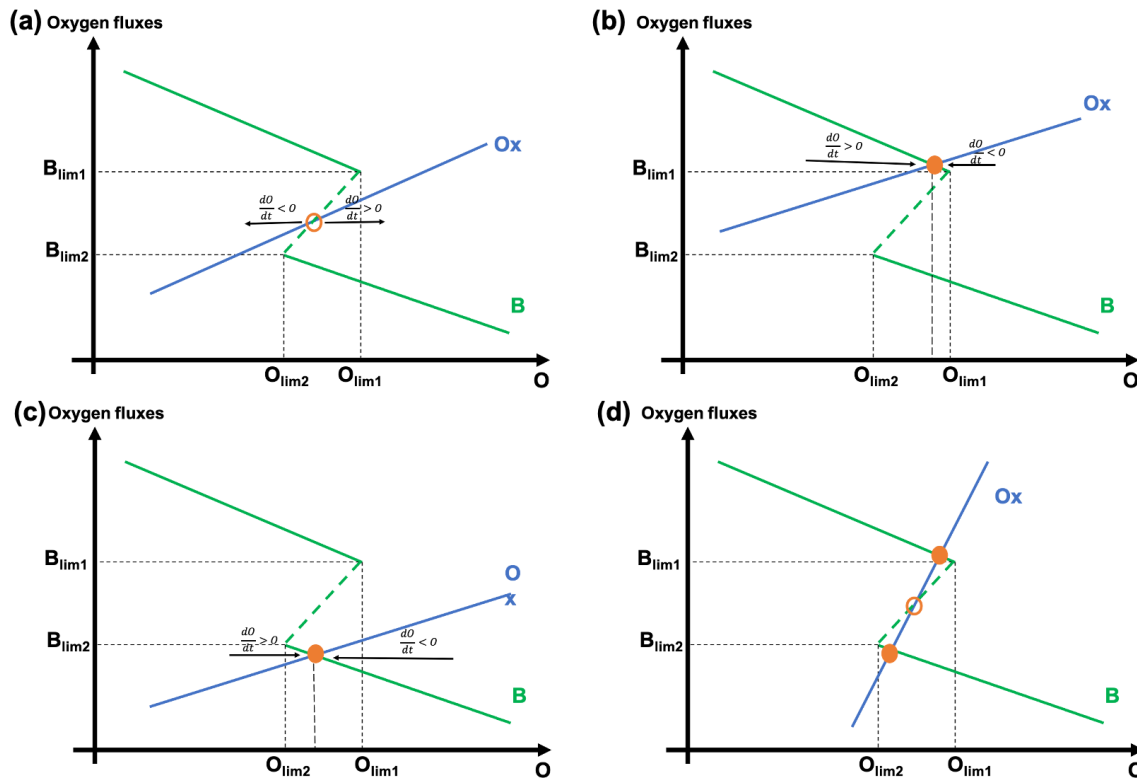 (a) Oxygen fluxes
Ox
B_lim1
dO/dt < 0
dO/dt > 0
B_lim2
B
O_lim2
O_lim1
O
(b) Oxygen fluxes
Ox
dO/dt > 0
dO/dt < 0
B_lim1
B_lim2
B
O_lim2
O_lim1
O
(c) Oxygen fluxes
B_lim1
O
x
B_lim2
dO/dt > 0
dO/dt < 0
B
O_lim2
O_lim1
O
(d) Oxygen fluxes
Ox
B_lim1
B_lim2
B
O_lim2
O_lim1
O